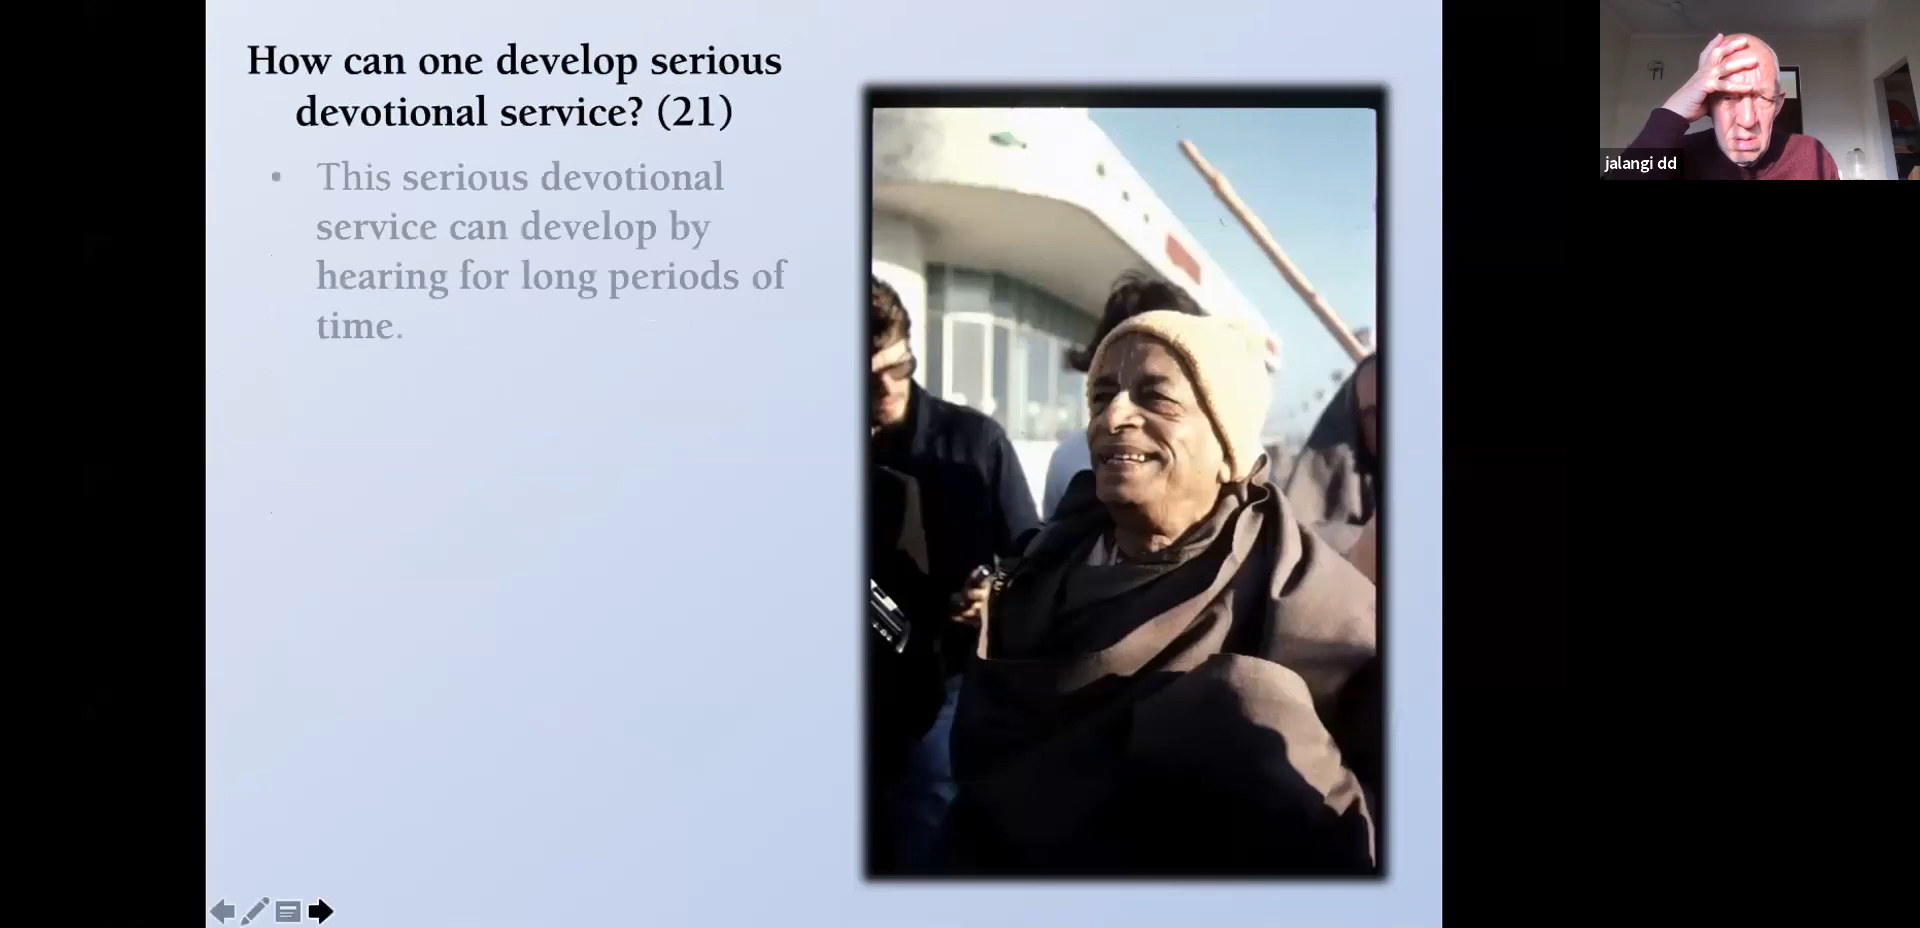 How can one develop serious
devotional service? (21)
• This serious devotional
service can develop by
hearing for long periods of
time.
jalangi dd